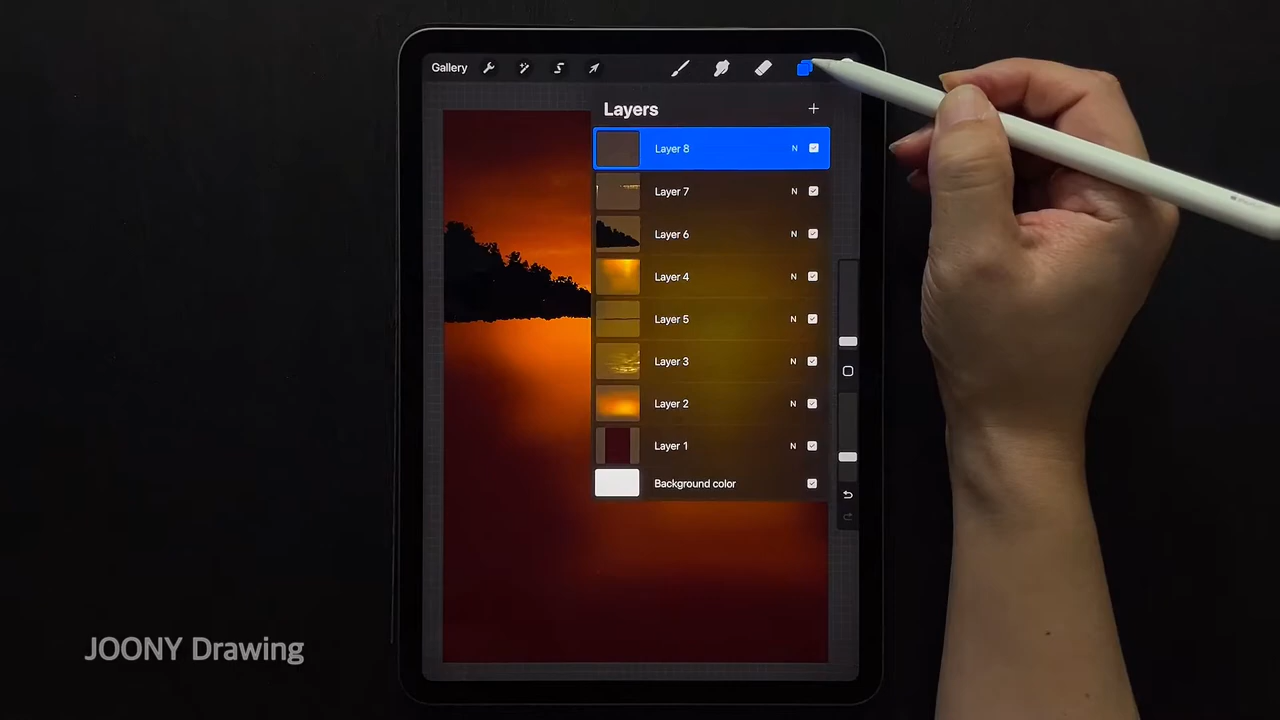 Gallery
Layers
Layer 8 N
Layer 7 N
Layer 6 N
Layer 4 N
Layer 5 N
Layer 3 N
Layer 2 N
Layer 1 N
Background color
JOONY Drawing